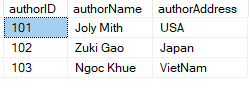 authorID authorName authorAddress
101 Joly Mith USA
102 Zuki Gao Japan
103 Ngoc Khue VietNam